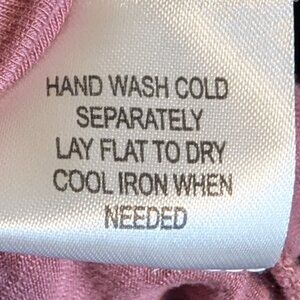 HAND WASH COLD
SEPARATELY
LAY FLAT TO DRY
COOL IRON WHEN
NEEDED